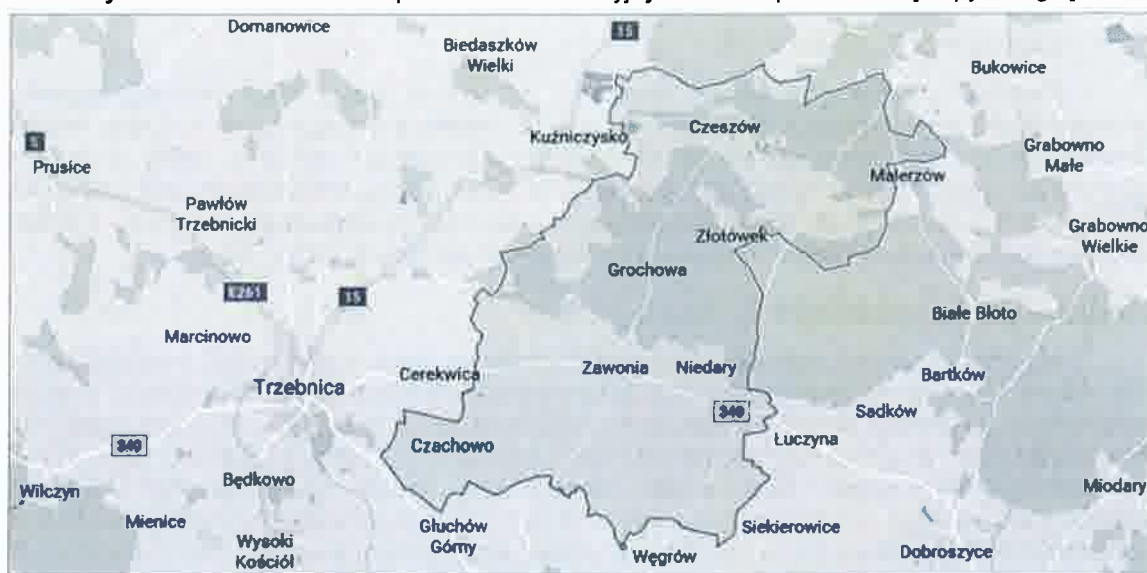 Domanowice
15
Biedaszków
Wielki
Bukowice
5
Kuźniczysko
Czeszów
Grabowno
Małe
Prusice
Malerzów
Pawłów
Trzebnicki
Złotówek
Grabowno
Wielkie
Grochowa
E261
15
Białe Błoto
Marcinowo
Cerekwica
Zawonia
Niedary
Bartków
Trzebnica
340
Sadków
340
Czachowo
Łuczyna
Będkowo
Miodary
Wilczyn
Mienice
Głuchów
Górny
Siekierowice
Wysoki
Kościół
Węgrów
Dobroszyce